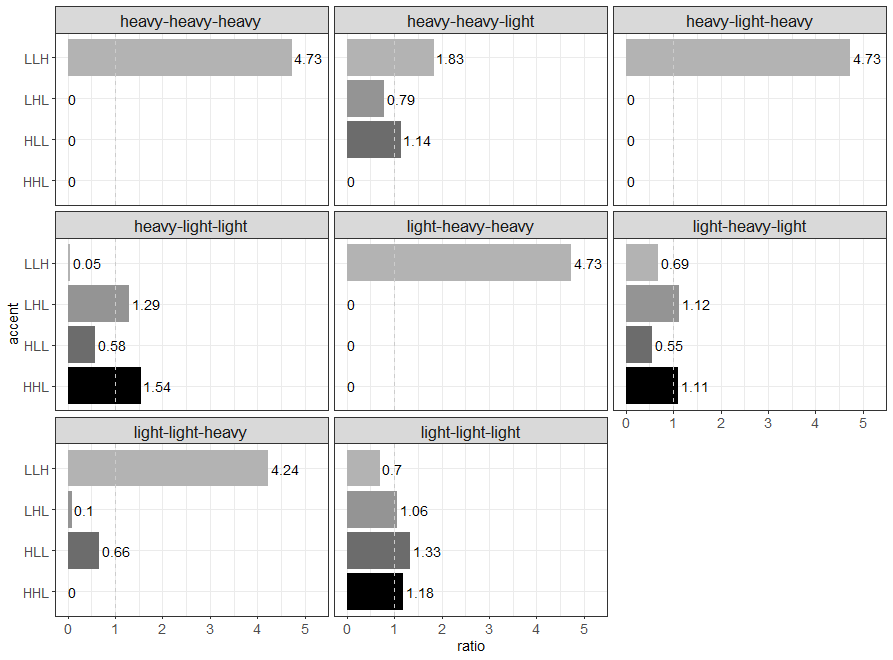 heavy-heavy-heavy heavy-heavy-light heavy-light-heavy
LLH 4.73 1.83 4.73
LHL 0 0.79 0
HLL 0 1.14 0
HHL 0 0 0
heavy-light-light light-heavy-heavy light-heavy-light
LLH 0.05 4.73 0.69
LHL 1.29 0 1.12
HLL 0.58 0 0.55
HHL 1.54 0 1.11
accent
0 1 2 3 4 5
light-light-heavy light-light-light
LLH 4.24 0.7
LHL 0.1 1.06
HLL 0.66 1.33
HHL 0 1.18
0 1 2 3 4 5 0 1 2 3 4 5
ratio